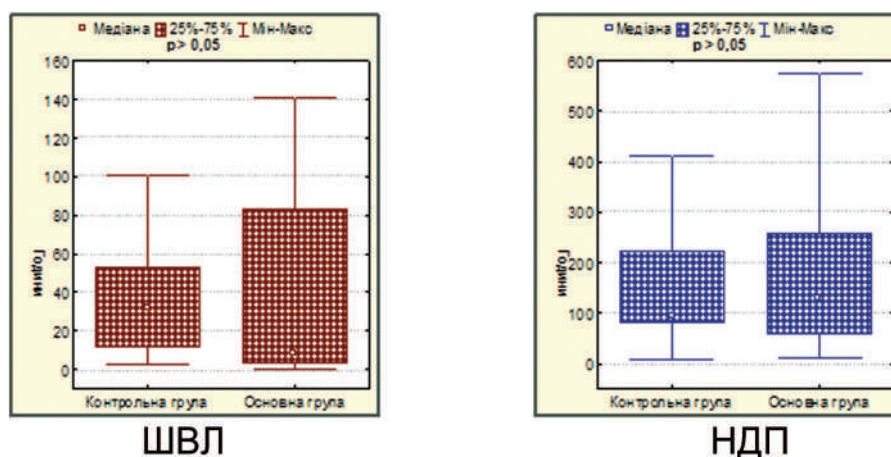 Медіана 25%-75% Мін-Макс
p > 0,05
160
140
120
100
80
60
40
20
0
Години
Контрольна група Основна група
ШВЛ
Медіана 25%-75% Мін-Макс
p > 0,05
600
500
400
300
200
100
0
Години
Контрольна група Основна група
НДП